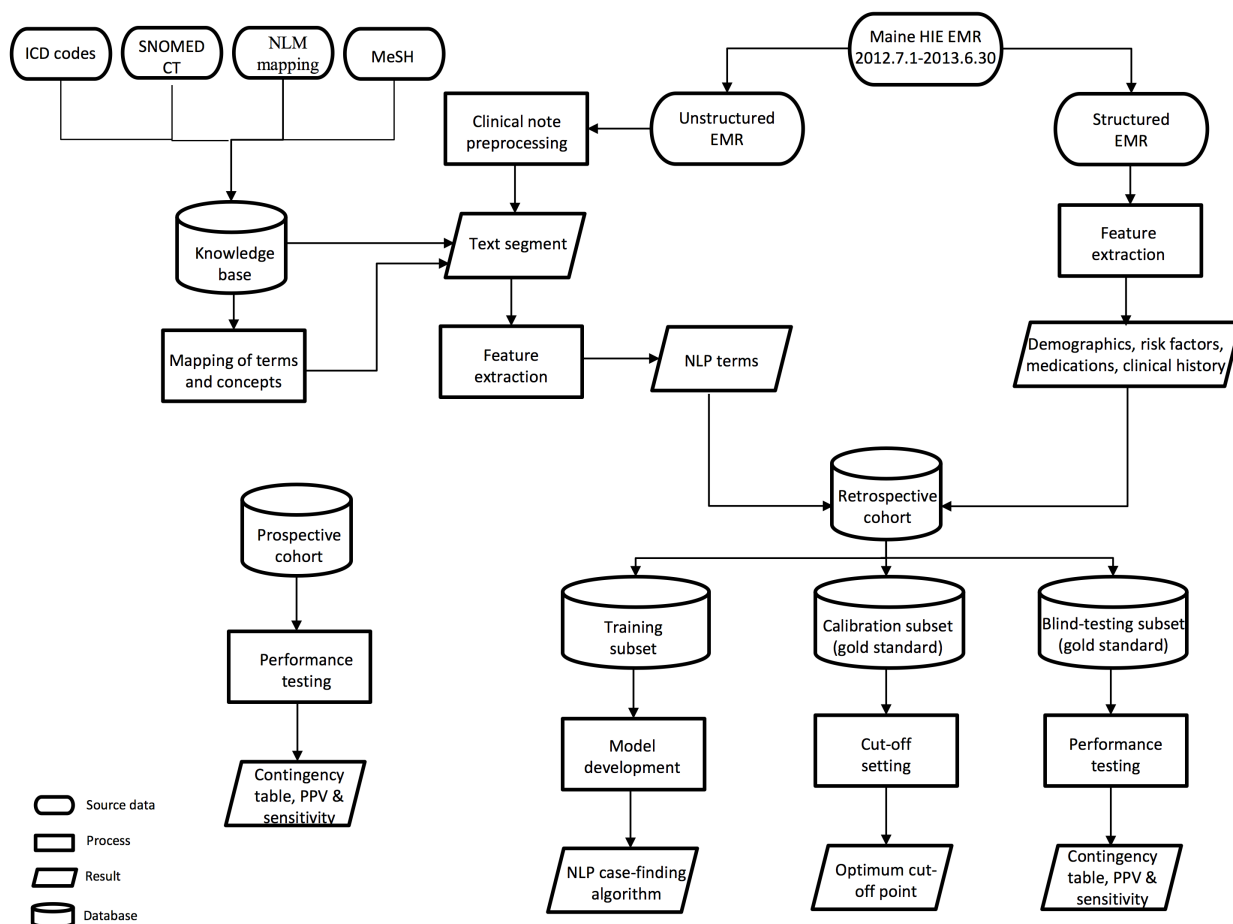 ICD codes
SNOMED
CT
NLM
mapping
MeSH
Maine HIE EMR
2012.7.1-2013.6.30
Clinical note
preprocessing
Unstructured
EMR
Structured
EMR
Knowledge
base
Text segment
Feature
extraction
Mapping of terms
and concepts
Feature
extraction
NLP terms
Demographics, risk factors,
medications, clinical history
Retrospective
cohort
Prospective
cohort
Training
subset
Calibration subset
(gold standard)
Blind-testing subset
(gold standard)
Performance
testing
Model
development
Cut-off
setting
Performance
testing
Contingency
table, PPV &
sensitivity
NLP case-finding
algorithm
Optimum cut-
off point
Contingency
table, PPV &
sensitivity
Source data
Process
Result
Database